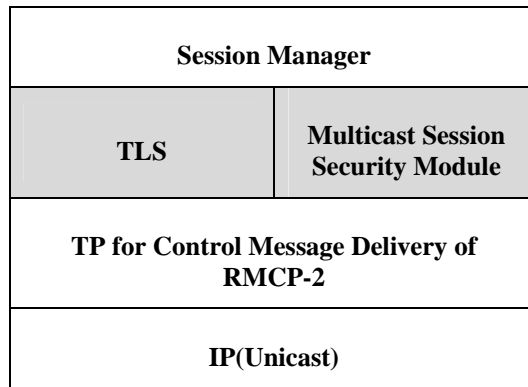 Session Manager
TLS
Multicast Session
Security Module
TP for Control Message Delivery of
RMCP-2
IP(Unicast)